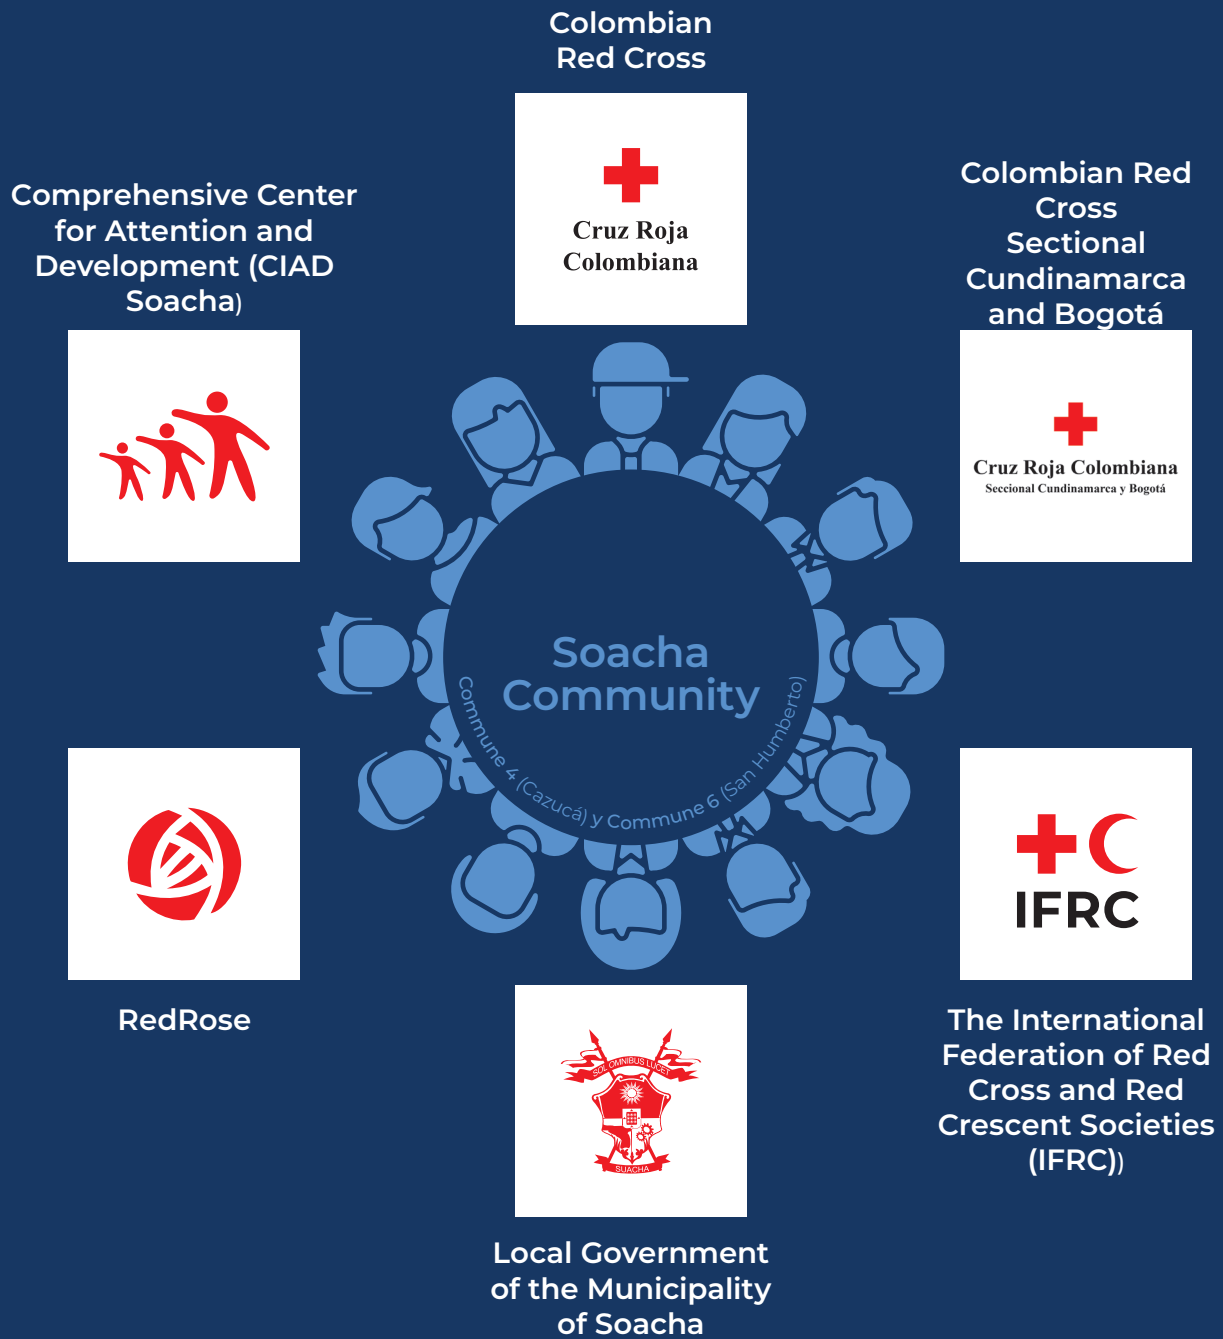 Colombian
Red Cross
Cruz Roja
Colombiana
Comprehensive Center
for Attention and
Development (CIAD
Soacha)
Colombian Red
Cross
Sectional
Cundinamarca
and Bogotá
Cruz Roja Colombiana
Seccional Cundinamarca y Bogotá
Soacha
Community
Commune 4 (Cazucá) y Commune 6 (San Humberto)
RedRose
IFRC
The International
Federation of Red
Cross and Red
Crescent Societies
(IFRC))
SOL OMNIBUS LUCET
SUACHA
Local Government
of the Municipality
of Soacha